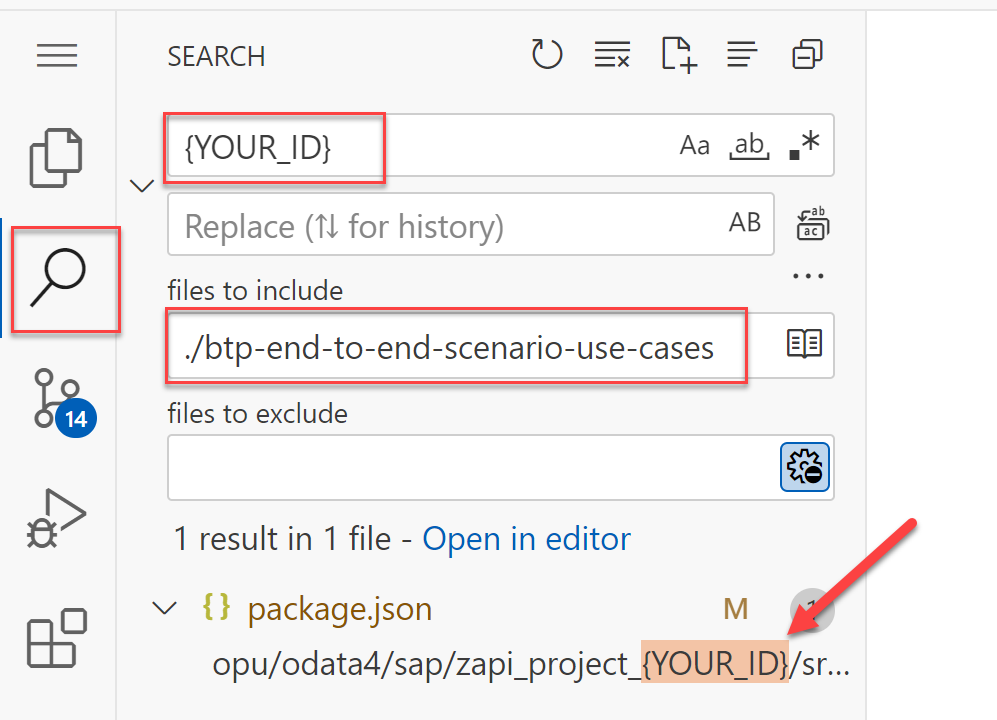 SEARCH
{YOUR_ID}
Aa
ab
.*
Replace (⇅ for history)
AB
ab
ac
...
files to include
./btp-end-to-end-scenario-use-cases
14
files to exclude
1 result in 1 file - Open in editor
{} package.json
M
opu/odata4/sap/zapi_project_{YOUR_ID}/sr...